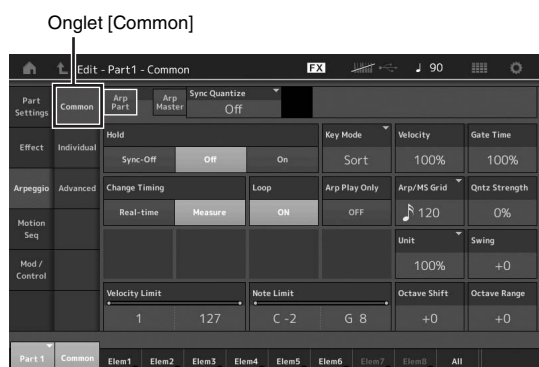 Onglet [Common]
Edit - Part1 - Common FX 90
Part Settings Common Arp Part Arp Master Sync Quantize Off
Effect Individual Hold Sync-Off Off On Key Mode Sort Velocity 100% Gate Time 100%
Arpeggio Advanced Change Timing Real-time Measure Loop ON Arp Play Only OFF Arp/MS Grid 120 Qntz Strength 0%
Motion Seq Unit 100% Swing +0
Mod / Control
Velocity Limit 1 127 Note Limit C -2 G 8 Octave Shift +0 Octave Range +0
Part 1 Common Elem1 Elem2 Elem3 Elem4 Elem5 Elem6 Elem7 Elem8 All